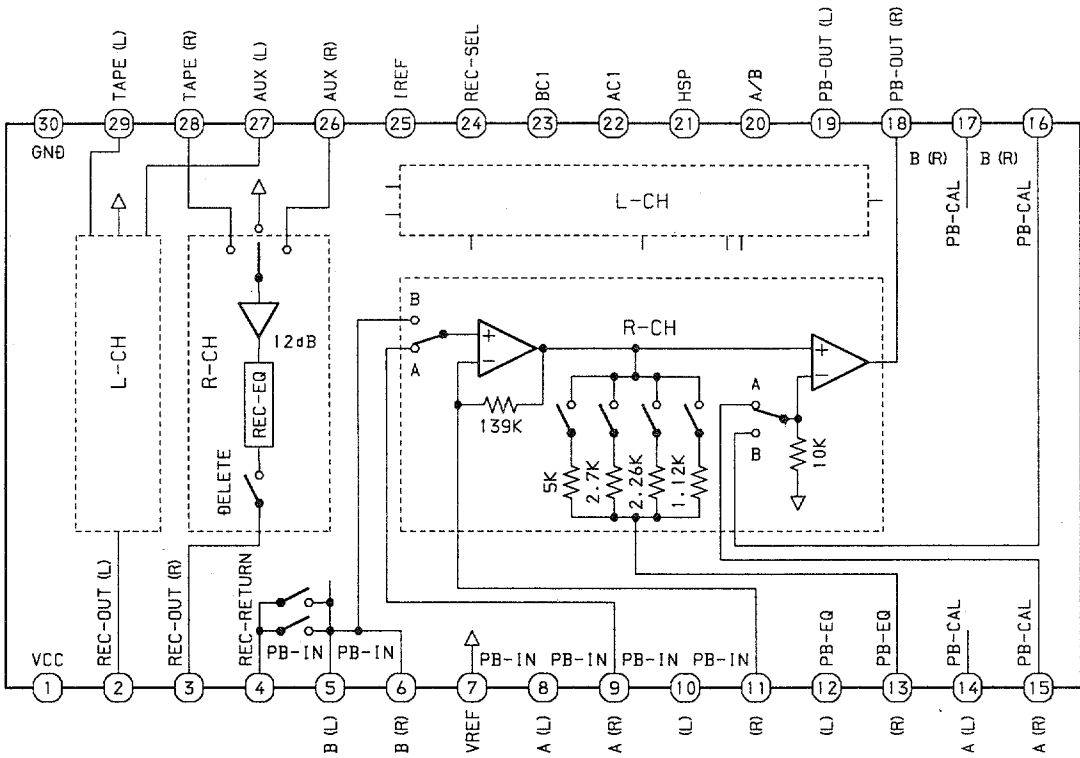 TAPE (L)
TAPE (R)
AUX (L)
AUX (R)
IREF
REC-SEL
BC1
AC1
HSP
A/B
PB-OUT (L)
PB-OUT (R)
30
29
28
27
26
25
24
23
22
21
20
19
18
17
16
GND
B (R)
B (R)
PB-CAL
PB-CAL
L-CH
L-CH
R-CH
12dB
REC-EQ
DELETE
B
A
+
−
139K
R-CH
5K
2.7K
2.26K
1.12K
+
−
A
B
10K
VCC
REC-OUT (L)
REC-OUT (R)
REC-RETURN
PB-IN
PB-IN
PB-IN
PB-IN
PB-IN
PB-IN
PB-EQ
PB-EQ
PB-CAL
PB-CAL
1
2
3
4
5
6
7
8
9
10
11
12
13
14
15
B (L)
B (R)
VREF
A (L)
A (R)
(L)
(R)
(L)
(R)
A (L)
A (R)